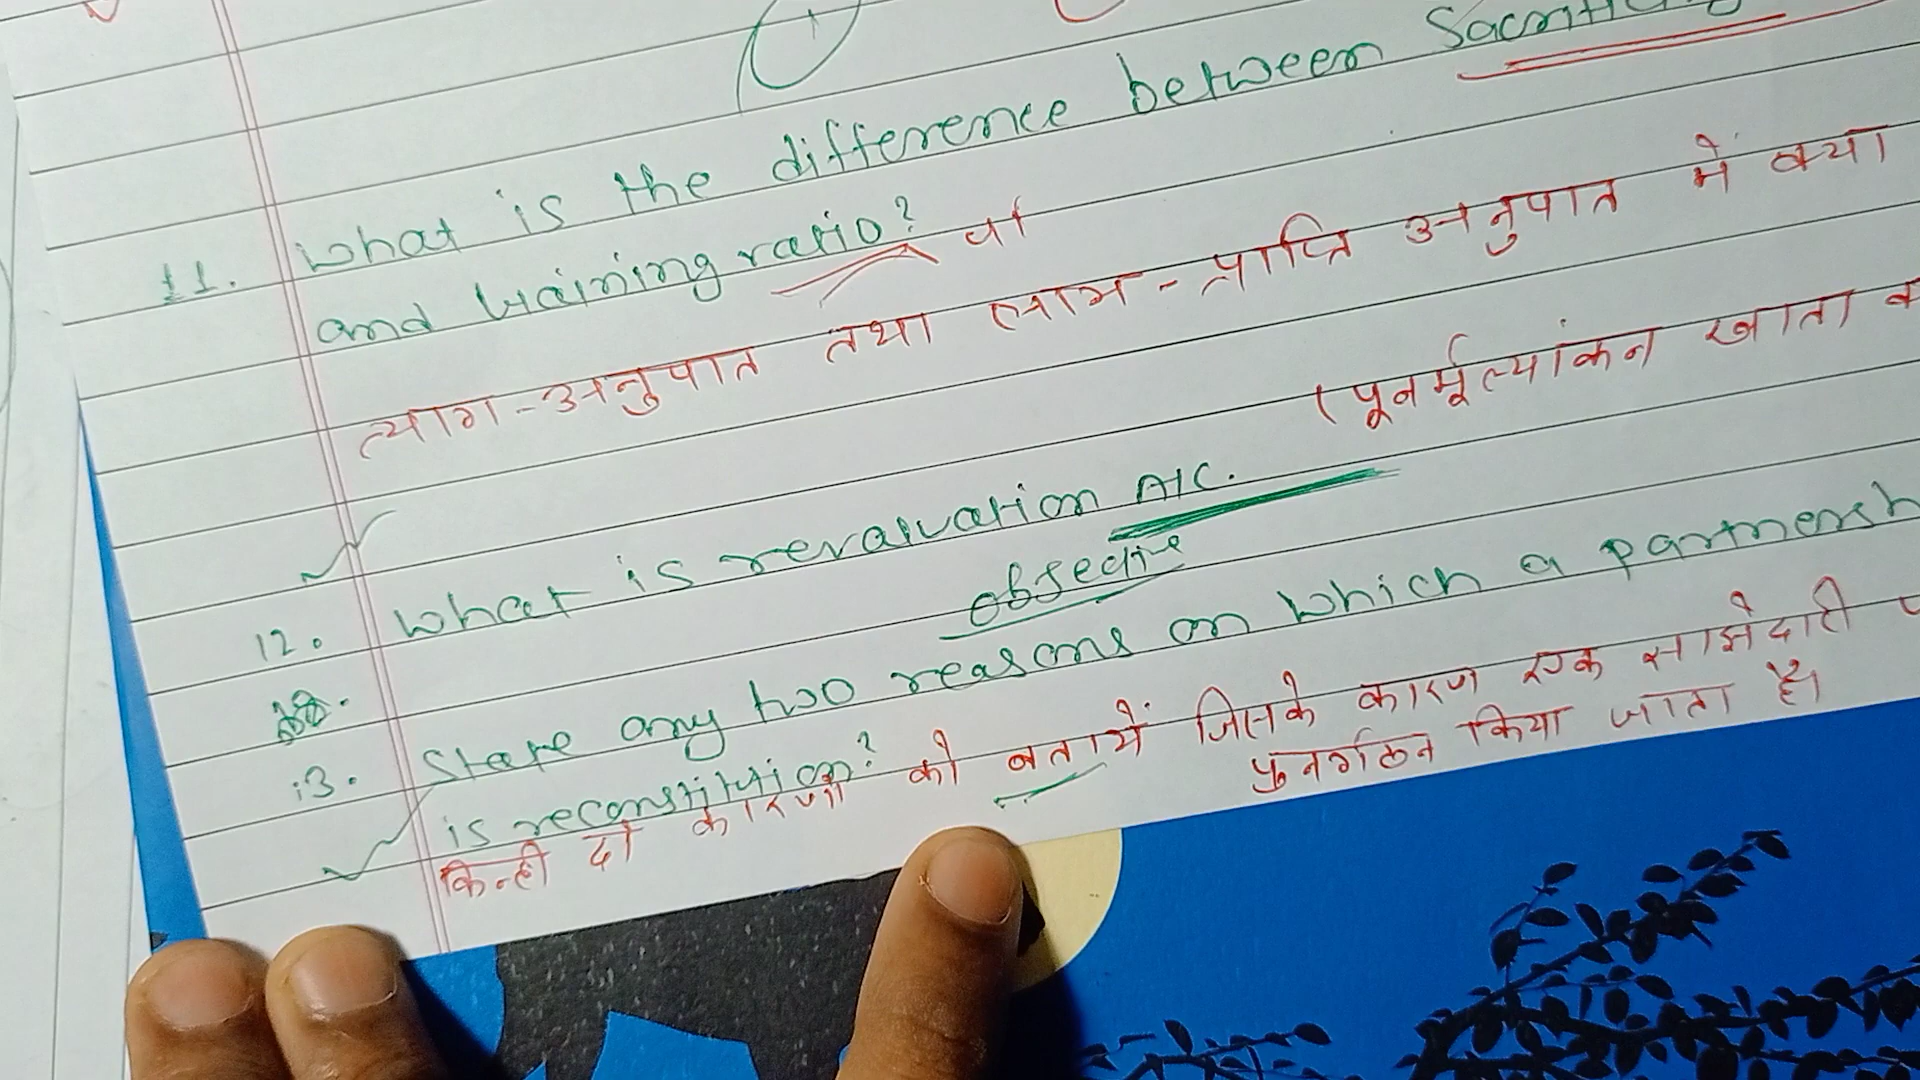 11. What is the difference between Sacrificing
and Gaining ratio? या
त्याग-अनुपात तथा लाभ-प्राप्ति अनुपात में क्या
(पूनर्मूल्यांकन खाता
12. What is revaluation A/C.
objective
13. State any two reasons on which a partnersh
is reconstitution?
किन्ही दो कारणों को बतायें जिसके कारण एक साझेदारी
पुनर्गठन किया जाता है।